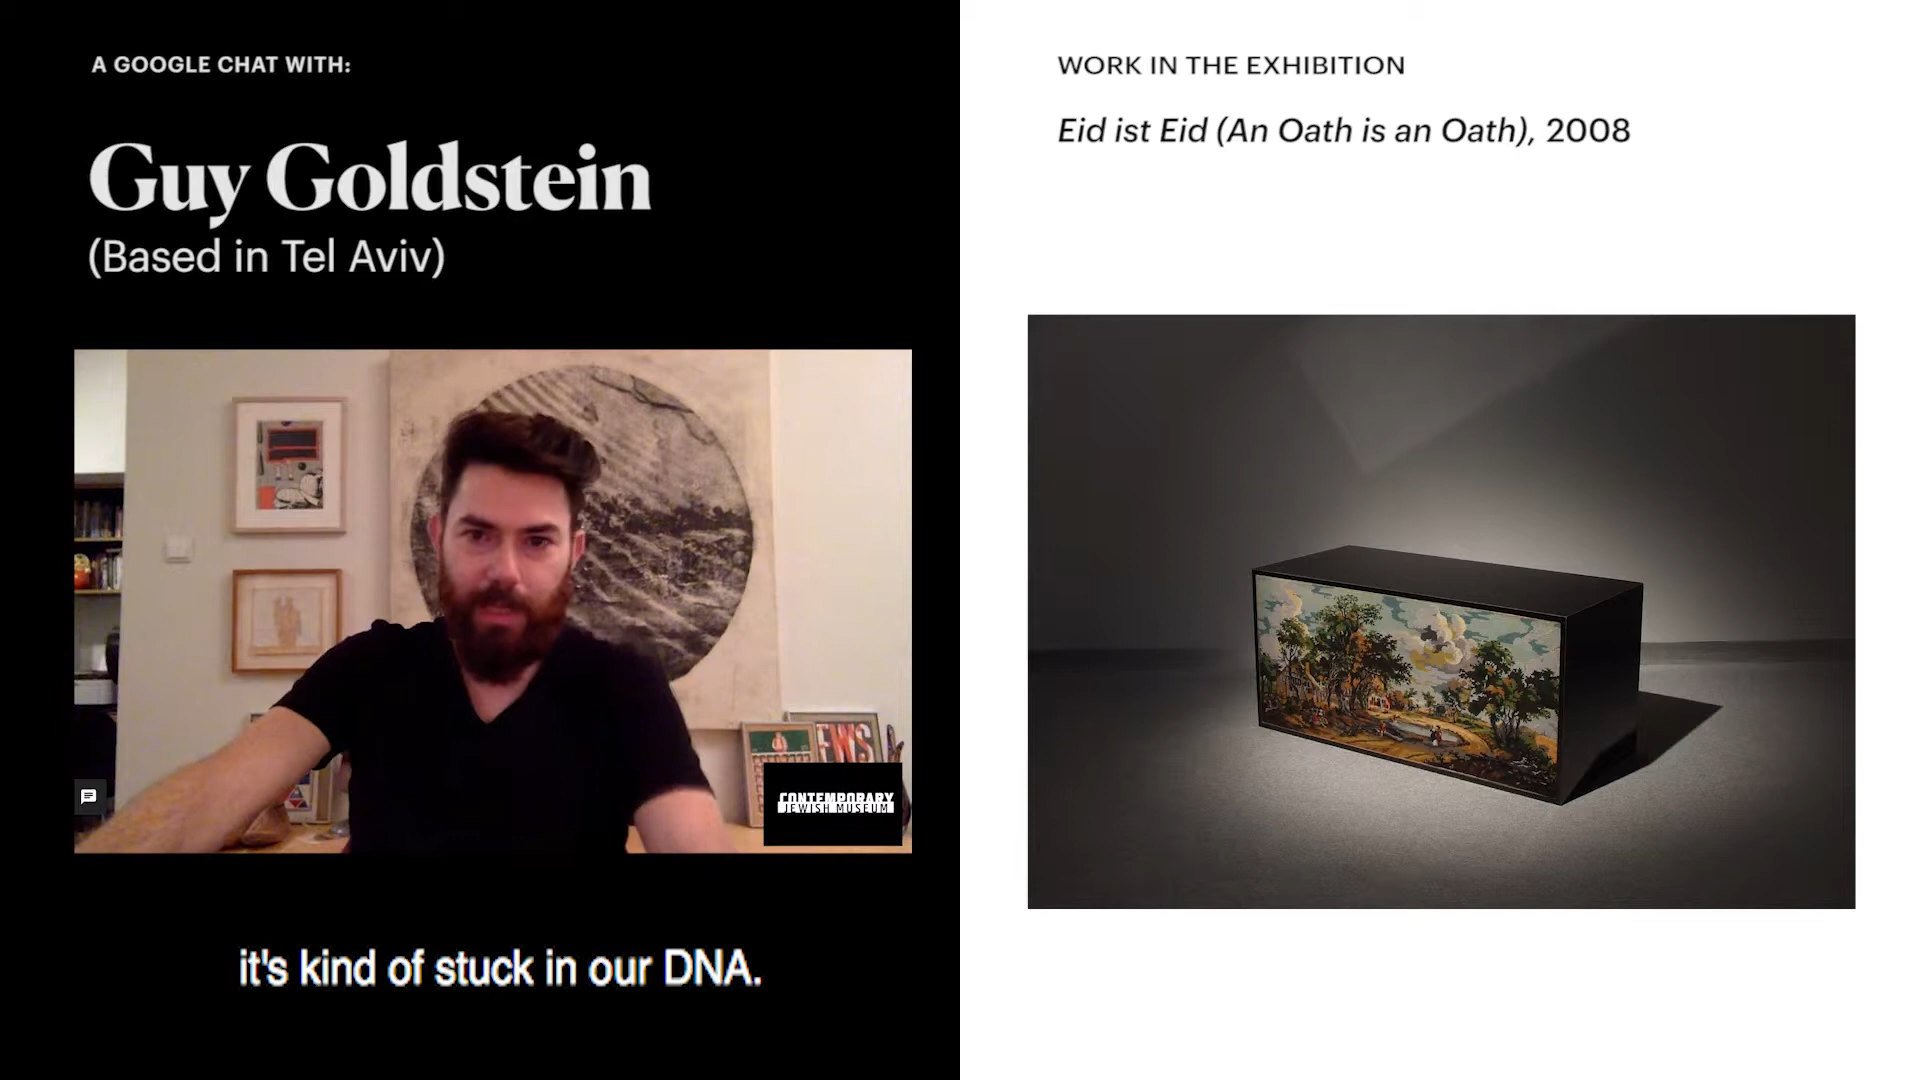 A GOOGLE CHAT WITH:
Guy Goldstein
(Based in Tel Aviv)
EWS
CONTEMPORARY
JEWISH MUSEUM
it's kind of stuck in our DNA.
WORK IN THE EXHIBITION
Eid ist Eid (An Oath is an Oath), 2008